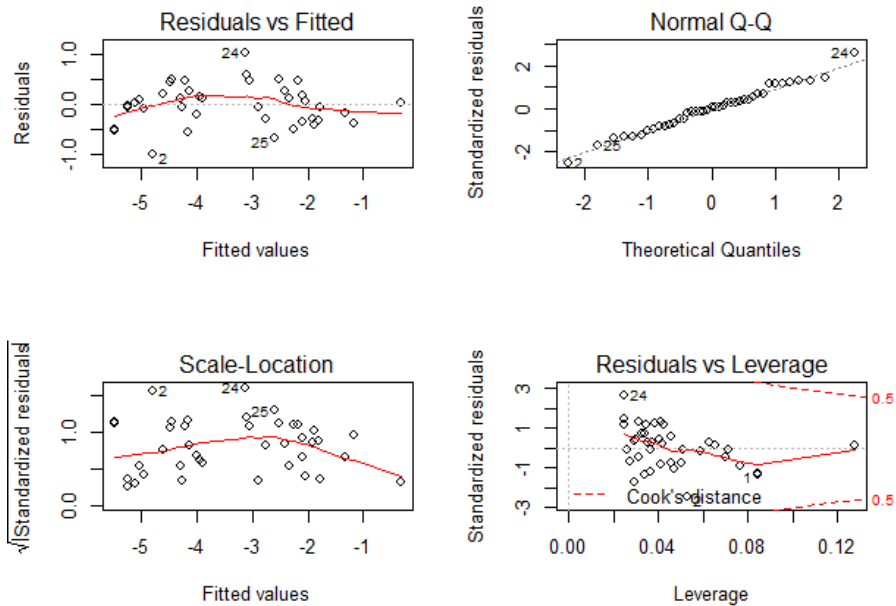 Residuals vs Fitted
Residuals
1.0
0.0
-1.0
24
2
25
-5 -4 -3 -2 -1
Fitted values
Normal Q-Q
Standardized residuals
2
0
-2
24
25
2
-2 -1 0 1 2
Theoretical Quantiles
Scale-Location
√|Standardized residuals|
1.0
0.0
2
24
25
-5 -4 -3 -2 -1
Fitted values
Residuals vs Leverage
Standardized residuals
3
1
-1
-3
24
1
2
0.5
0.5
Cook's distance
0.00 0.04 0.08 0.12
Leverage